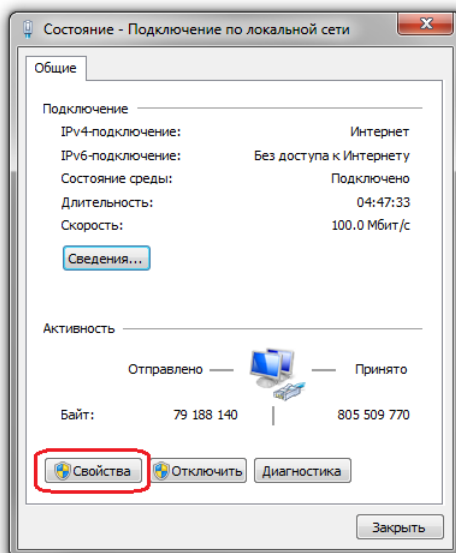 Состояние - Подключение по локальной сети
Общие
Подключение
IPv4-подключение: Интернет
IPv6-подключение: Без доступа к Интернету
Состояние среды: Подключено
Длительность: 04:47:33
Скорость: 100.0 Мбит/с
Сведения...
Активность
Отправлено — — Принято
Байт: 79 188 140 | 805 509 770
Свойства Отключить Диагностика
Закрыть